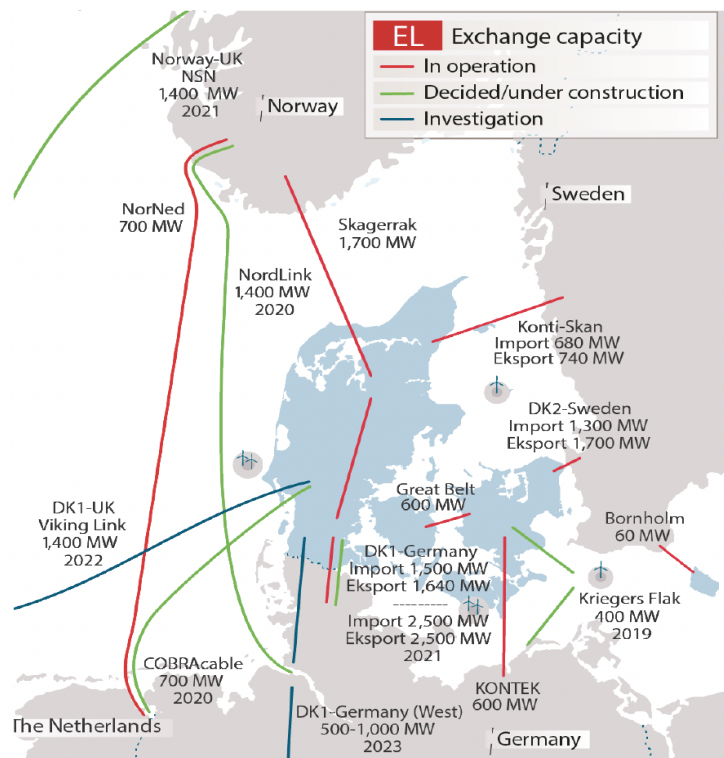 EL Exchange capacity
In operation
Decided/under construction
Investigation
Norway-UK
NSN
1,400 MW
2021
Norway
Sweden
NorNed
700 MW
Skagerrak
1,700 MW
NordLink
1,400 MW
2020
Konti-Skan
Import 680 MW
Eksport 740 MW
DK2-Sweden
Import 1,300 MW
Eksport 1,700 MW
Great Belt
600 MW
DK1-UK
Viking Link
1,400 MW
2022
Bornholm
60 MW
DK1-Germany
Import 1,500 MW
Eksport 1,640 MW
----------
Import 2,500 MW
Eksport 2,500 MW
2021
Kriegers Flak
400 MW
2019
COBRAcable
700 MW
2020
KONTEK
600 MW
The Netherlands
DK1-Germany (West)
500-1,000 MW
2023
Germany